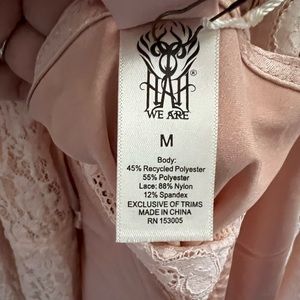 HAH
®
WE ARE
M
Body:
45% Recycled Polyester
55% Polyester
Lace: 88% Nylon
12% Spandex
EXCLUSIVE OF TRIMS
MADE IN CHINA
RN 153005